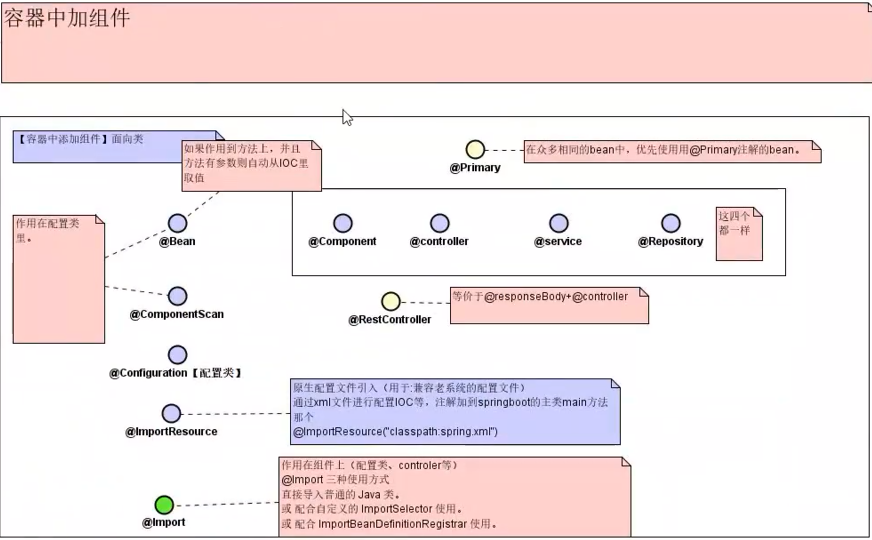 容器中加组件
【容器中添加组件】面向类
如果作用到方法上，并且
方法有参数则自动从IOC里
取值
@Primary
在众多相同的bean中，优先使用用@Primary注解的bean。
作用在配置类
里。
@Bean
@Component
@controller
@service
@Repository
这四个
都一样
@ComponentScan
@RestController
等价于@responseBody+@controller
@Configuration【配置类】
@ImportResource
原生配置文件引入（用于:兼容老系统的配置文件）
通过xml文件进行配置IOC等，注解加到springboot的主类main方法
那个
@ImportResource("classpath:spring.xml")
@Import
作用在组件上（配置类、controler等）
@Import 三种使用方式
直接导入普通的 Java 类。
或 配合自定义的 ImportSelector 使用。
或 配合 ImportBeanDefinitionRegistrar 使用。